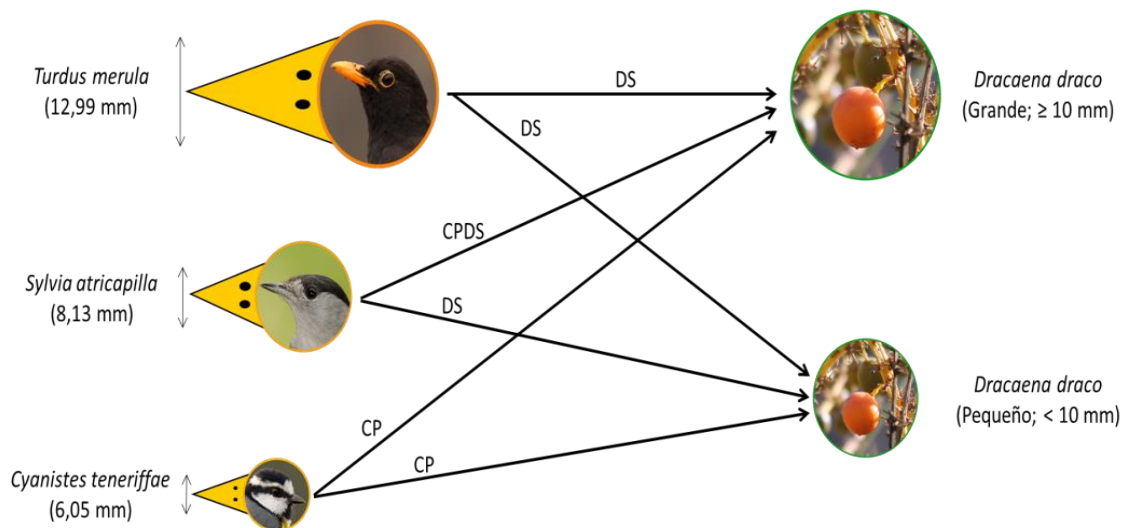 Turdus merula
(12,99 mm)
DS
Dracaena draco
(Grande; ≥ 10 mm)
DS
CPDS
Sylvia atricapilla
(8,13 mm)
DS
Dracaena draco
(Pequeño; < 10 mm)
CP
CP
Cyanistes teneriffae
(6,05 mm)